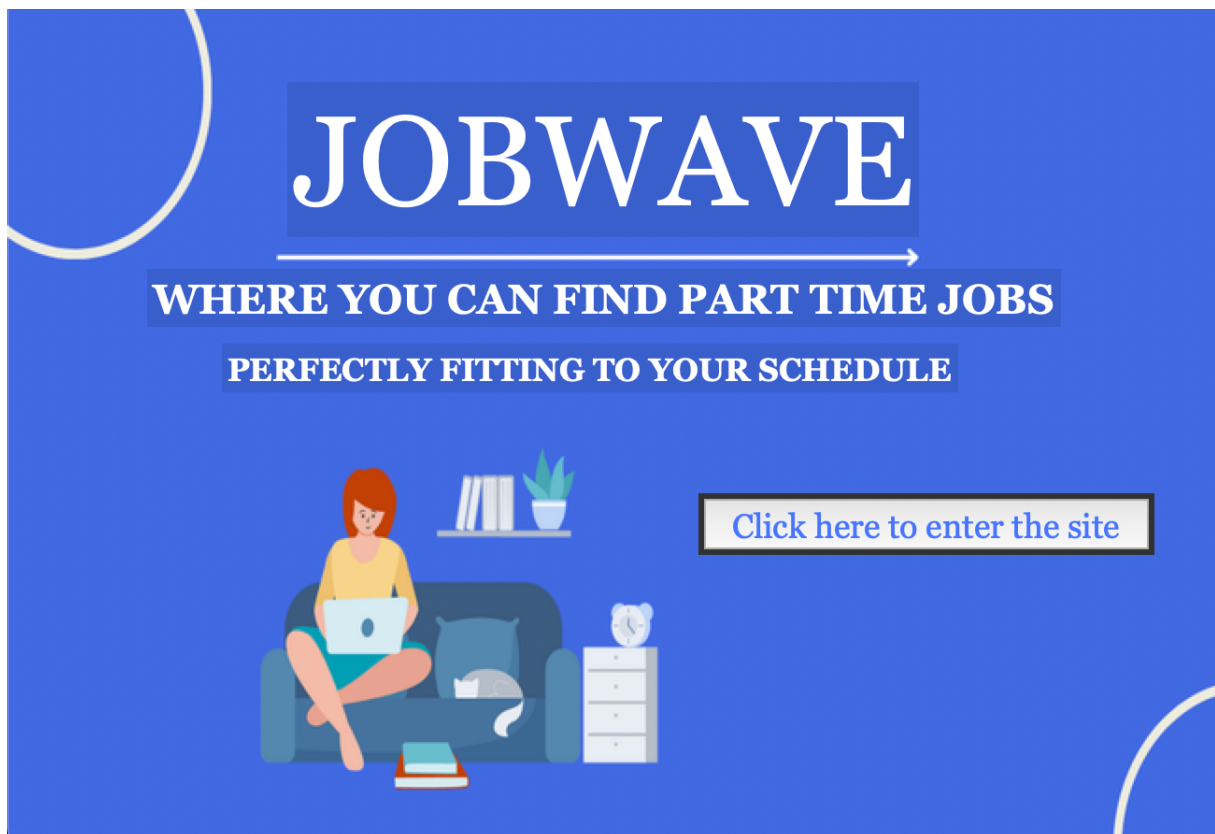 JOBWAVE
WHERE YOU CAN FIND PART TIME JOBS
PERFECTLY FITTING TO YOUR SCHEDULE
Click here to enter the site